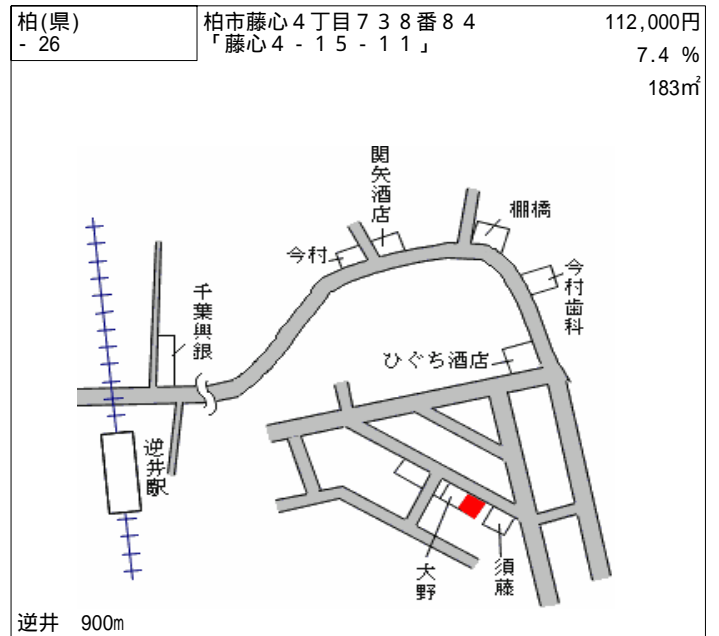 柏(県)
- 26
柏市藤心４丁目７３８番８４
「藤心４－１５－１１」
112,000円
7.4 %
183㎡
関矢酒店
棚橋
今村
今村歯科
千葉興銀
ひぐち酒店
逆井駅
大野
須藤
逆井 900m